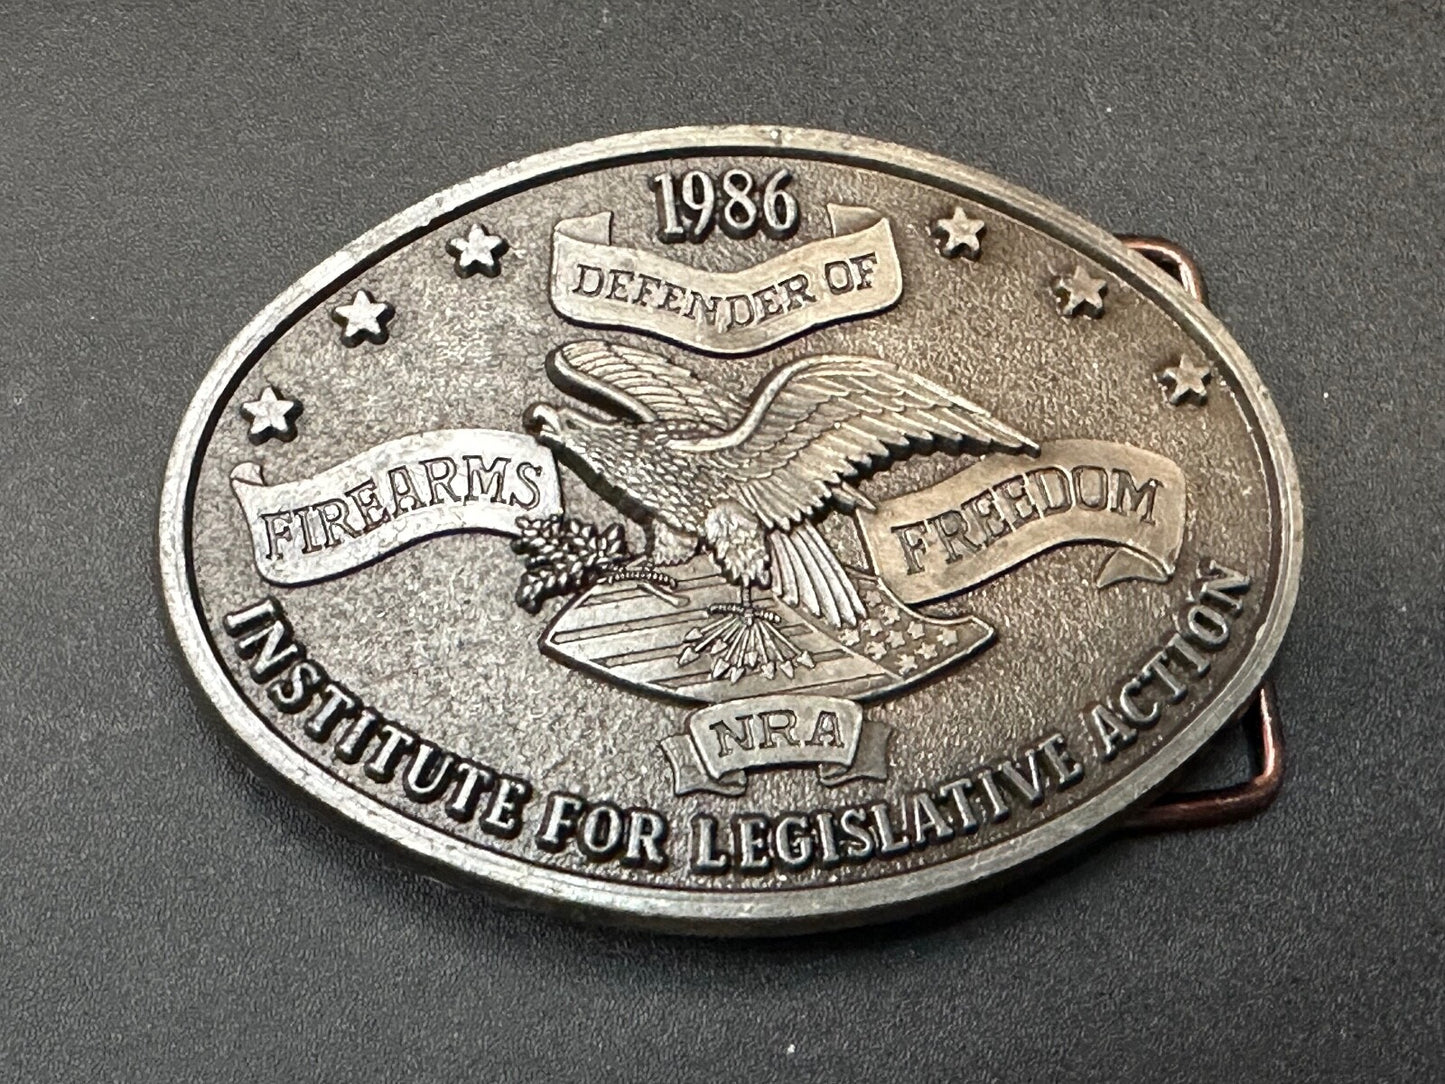 1986
DEFENDER OF
FIREARMS
FREEDOM
NRA
INSTITUTE FOR LEGISLATIVE ACTION